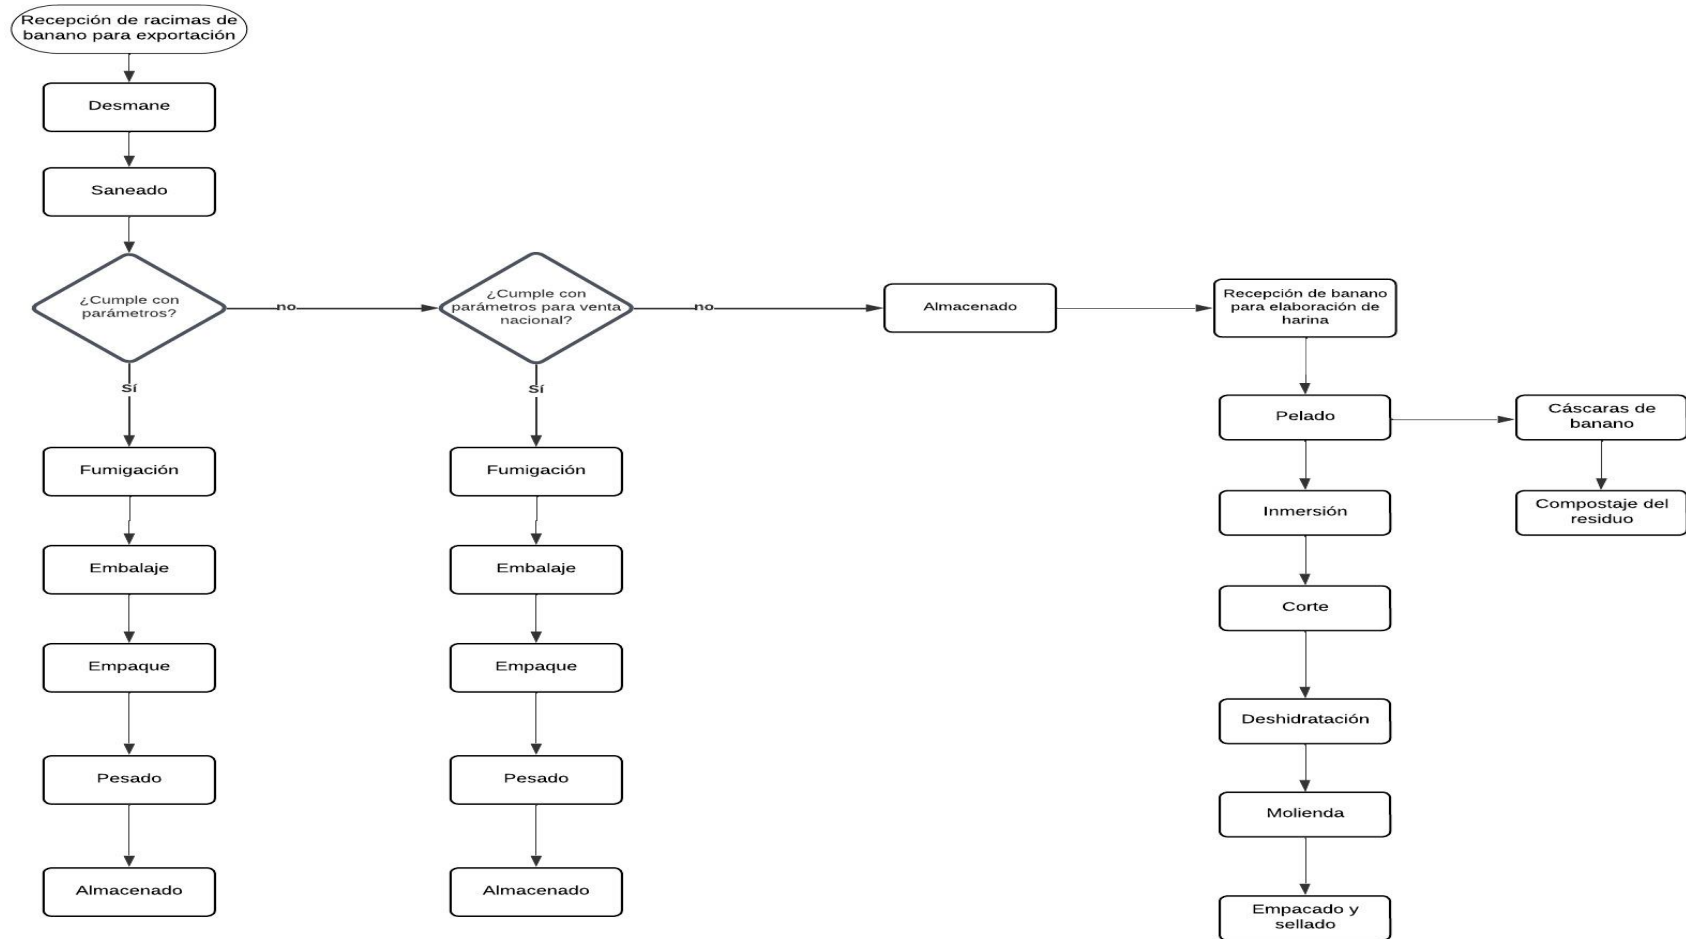 Recepción de racimas de
banano para exportación
Desmane
Saneado
¿Cumple con
parámetros?
no
¿Cumple con
parámetros para venta
nacional?
no
Almacenado
Recepción de banano
para elaboración de
harina
Sí
Fumigación
Embalaje
Empaque
Pesado
Almacenado
Sí
Fumigación
Embalaje
Empaque
Pesado
Almacenado
Pelado
Cáscaras de
banano
Compostaje del
residuo
Inmersión
Corte
Deshidratación
Molienda
Empacado y
sellado